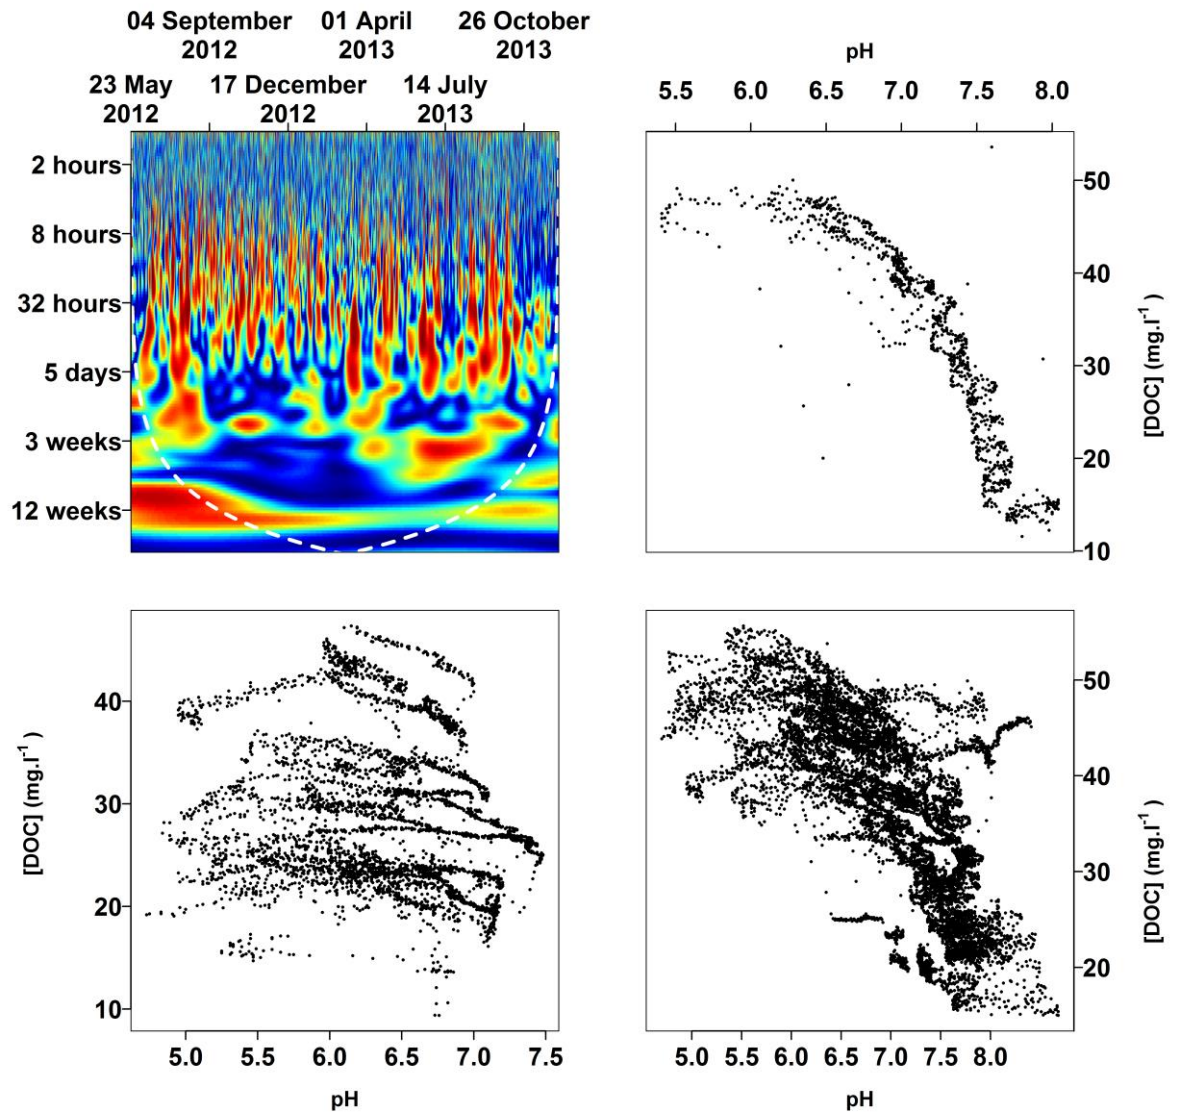 04 September 01 April 26 October
2012 2013 2013
23 May 17 December 14 July
2012 2012 2013
2 hours
8 hours
32 hours
5 days
3 weeks
12 weeks
pH
5.5 6.0 6.5 7.0 7.5 8.0
50
40
30
20
10
[DOC] (mg.l⁻¹ )
40
30
20
10
[DOC] (mg.l⁻¹ )
5.0 5.5 6.0 6.5 7.0 7.5
pH
50
40
30
20
[DOC] (mg.l⁻¹ )
5.0 5.5 6.0 6.5 7.0 7.5 8.0
pH